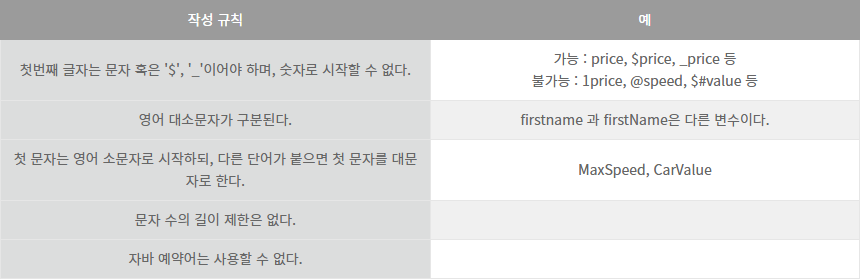 작성 규칙
예
첫번째 글자는 문자 혹은 '$', '_'이어야 하며, 숫자로 시작할 수 없다.
가능 : price, $price, _price 등
불가능 : 1price, @speed, $#value 등
영어 대소문자가 구분된다.
firstname 과 firstName은 다른 변수이다.
첫 문자는 영어 소문자로 시작하되, 다른 단어가 붙으면 첫 문자를 대문
자로 한다.
MaxSpeed, CarValue
문자 수의 길이 제한은 없다.
자바 예약어는 사용할 수 없다.